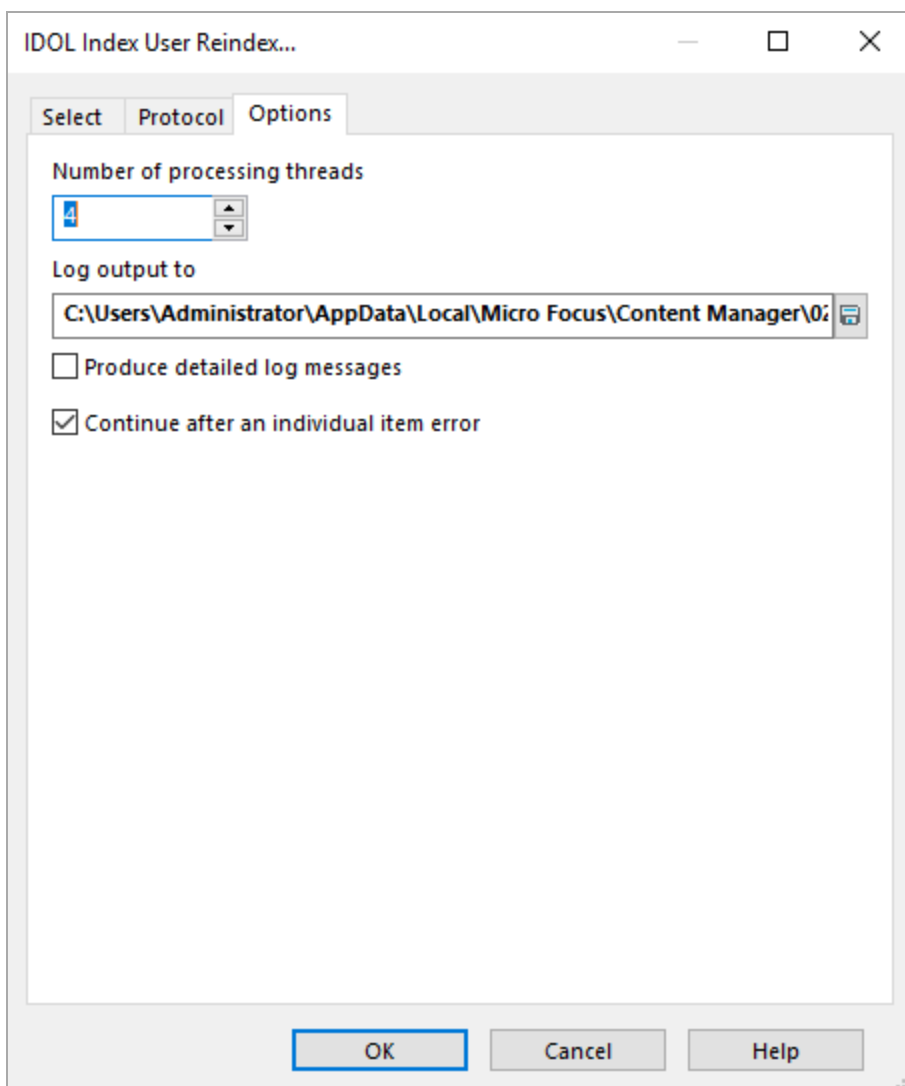 IDOL Index User Reindex...
Select Protocol Options
Number of processing threads
4
Log output to
C:\Users\Administrator\AppData\Local\Micro Focus\Content Manager\02
Produce detailed log messages
Continue after an individual item error
OK Cancel Help